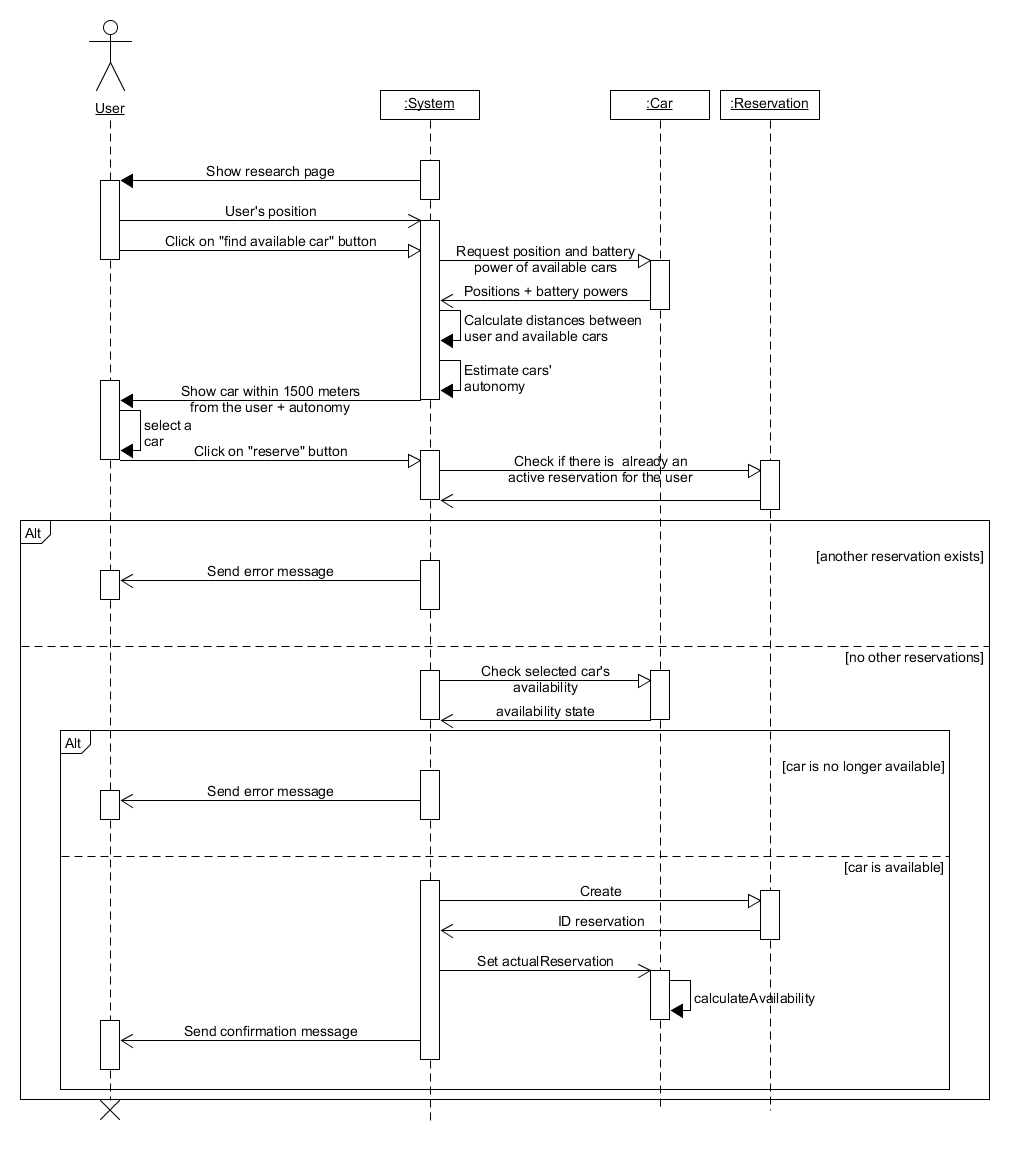 User
:System
:Car
:Reservation
Show research page
User's position
Click on "find available car" button
Request position and battery
power of available cars
Positions + battery powers
Calculate distances between
user and available cars
Estimate cars'
autonomy
Show car within 1500 meters
from the user + autonomy
select a
car
Click on "reserve" button
Check if there is already an
active reservation for the user
Alt
[another reservation exists]
Send error message
[no other reservations]
Check selected car's
availability
availability state
Alt
[car is no longer available]
Send error message
[car is available]
Create
ID reservation
Set actualReservation
calculateAvailability
Send confirmation message